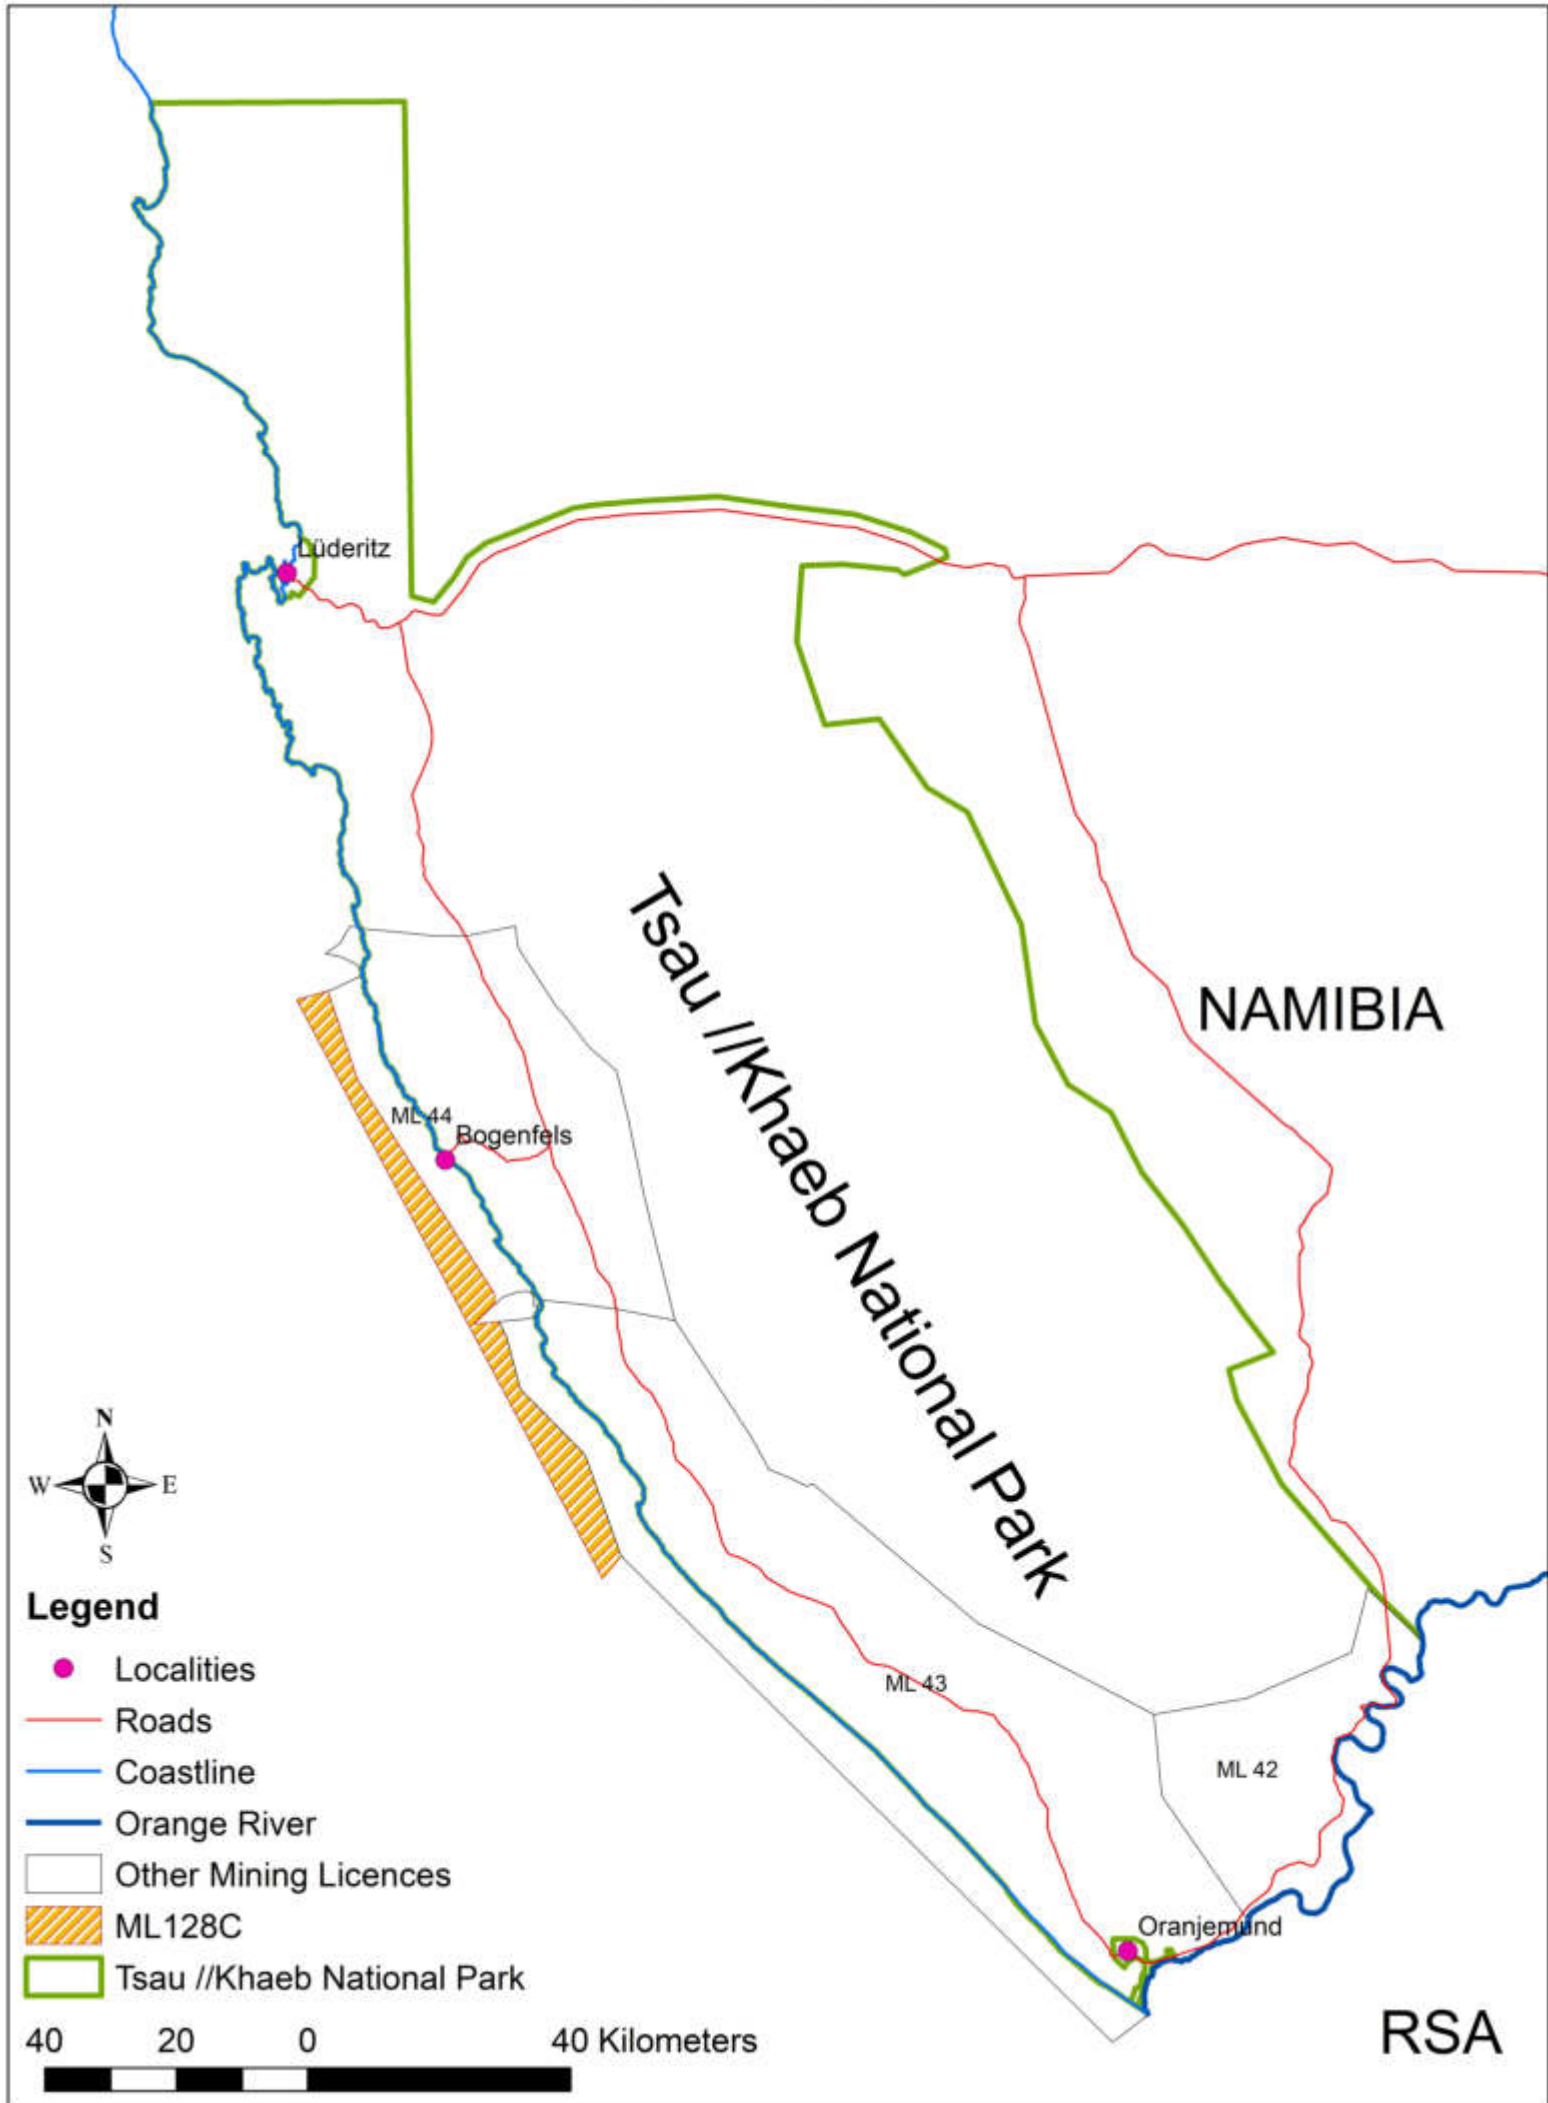 Lüderitz
Tsau //Khaeb National Park
NAMIBIA
ML 44
Bogenfels
N
W E
S
Legend
Localities
Roads
Coastline
Orange River
Other Mining Licences
ML128C
Tsau //Khaeb National Park
ML 43
ML 42
Oranjemund
RSA
40 20 0 40 Kilometers